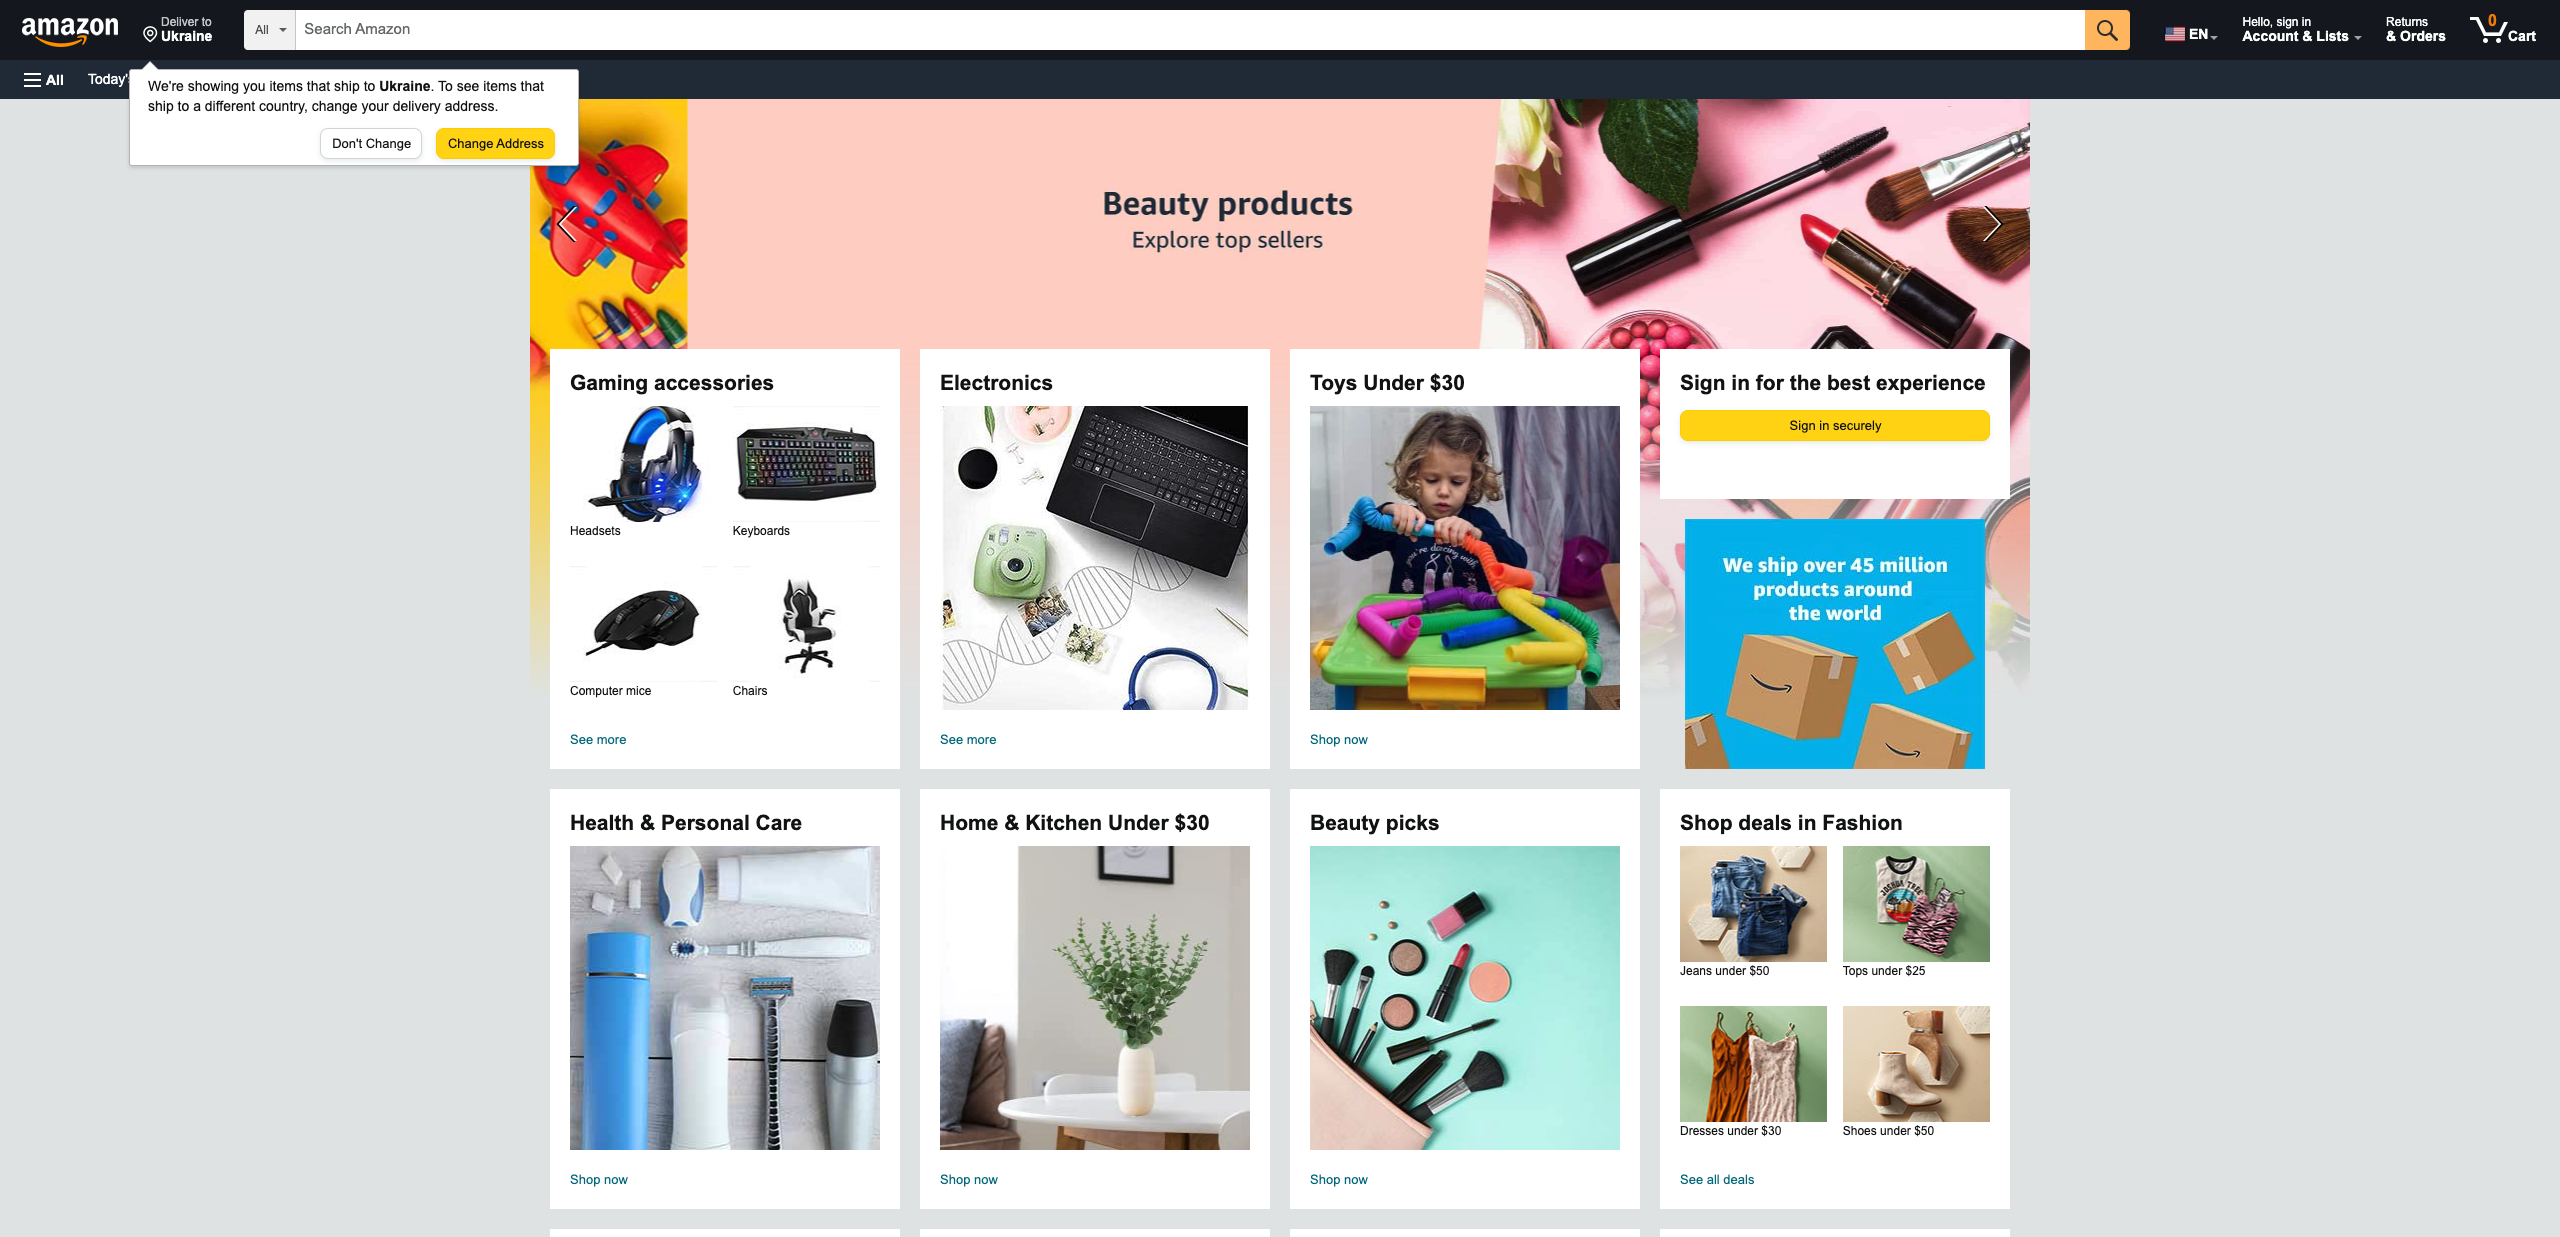 amazon
Deliver to
Ukraine
All
Search Amazon
EN
Hello, sign in
Account & Lists
Returns
& Orders
0
Cart
All
Today's
We're showing you items that ship to Ukraine. To see items that
ship to a different country, change your delivery address.
Don't Change
Change Address
Beauty products
Explore top sellers
Gaming accessories
Headsets
Keyboards
Computer mice
Chairs
See more
Electronics
See more
Toys Under $30
you're dancing with
Shop now
Sign in for the best experience
Sign in securely
We ship over 45 million
products around
the world
Health & Personal Care
Shop now
Home & Kitchen Under $30
Shop now
Beauty picks
Shop now
Shop deals in Fashion
JOSHUA TREE
Jeans under $50
Tops under $25
Dresses under $30
Shoes under $50
See all deals